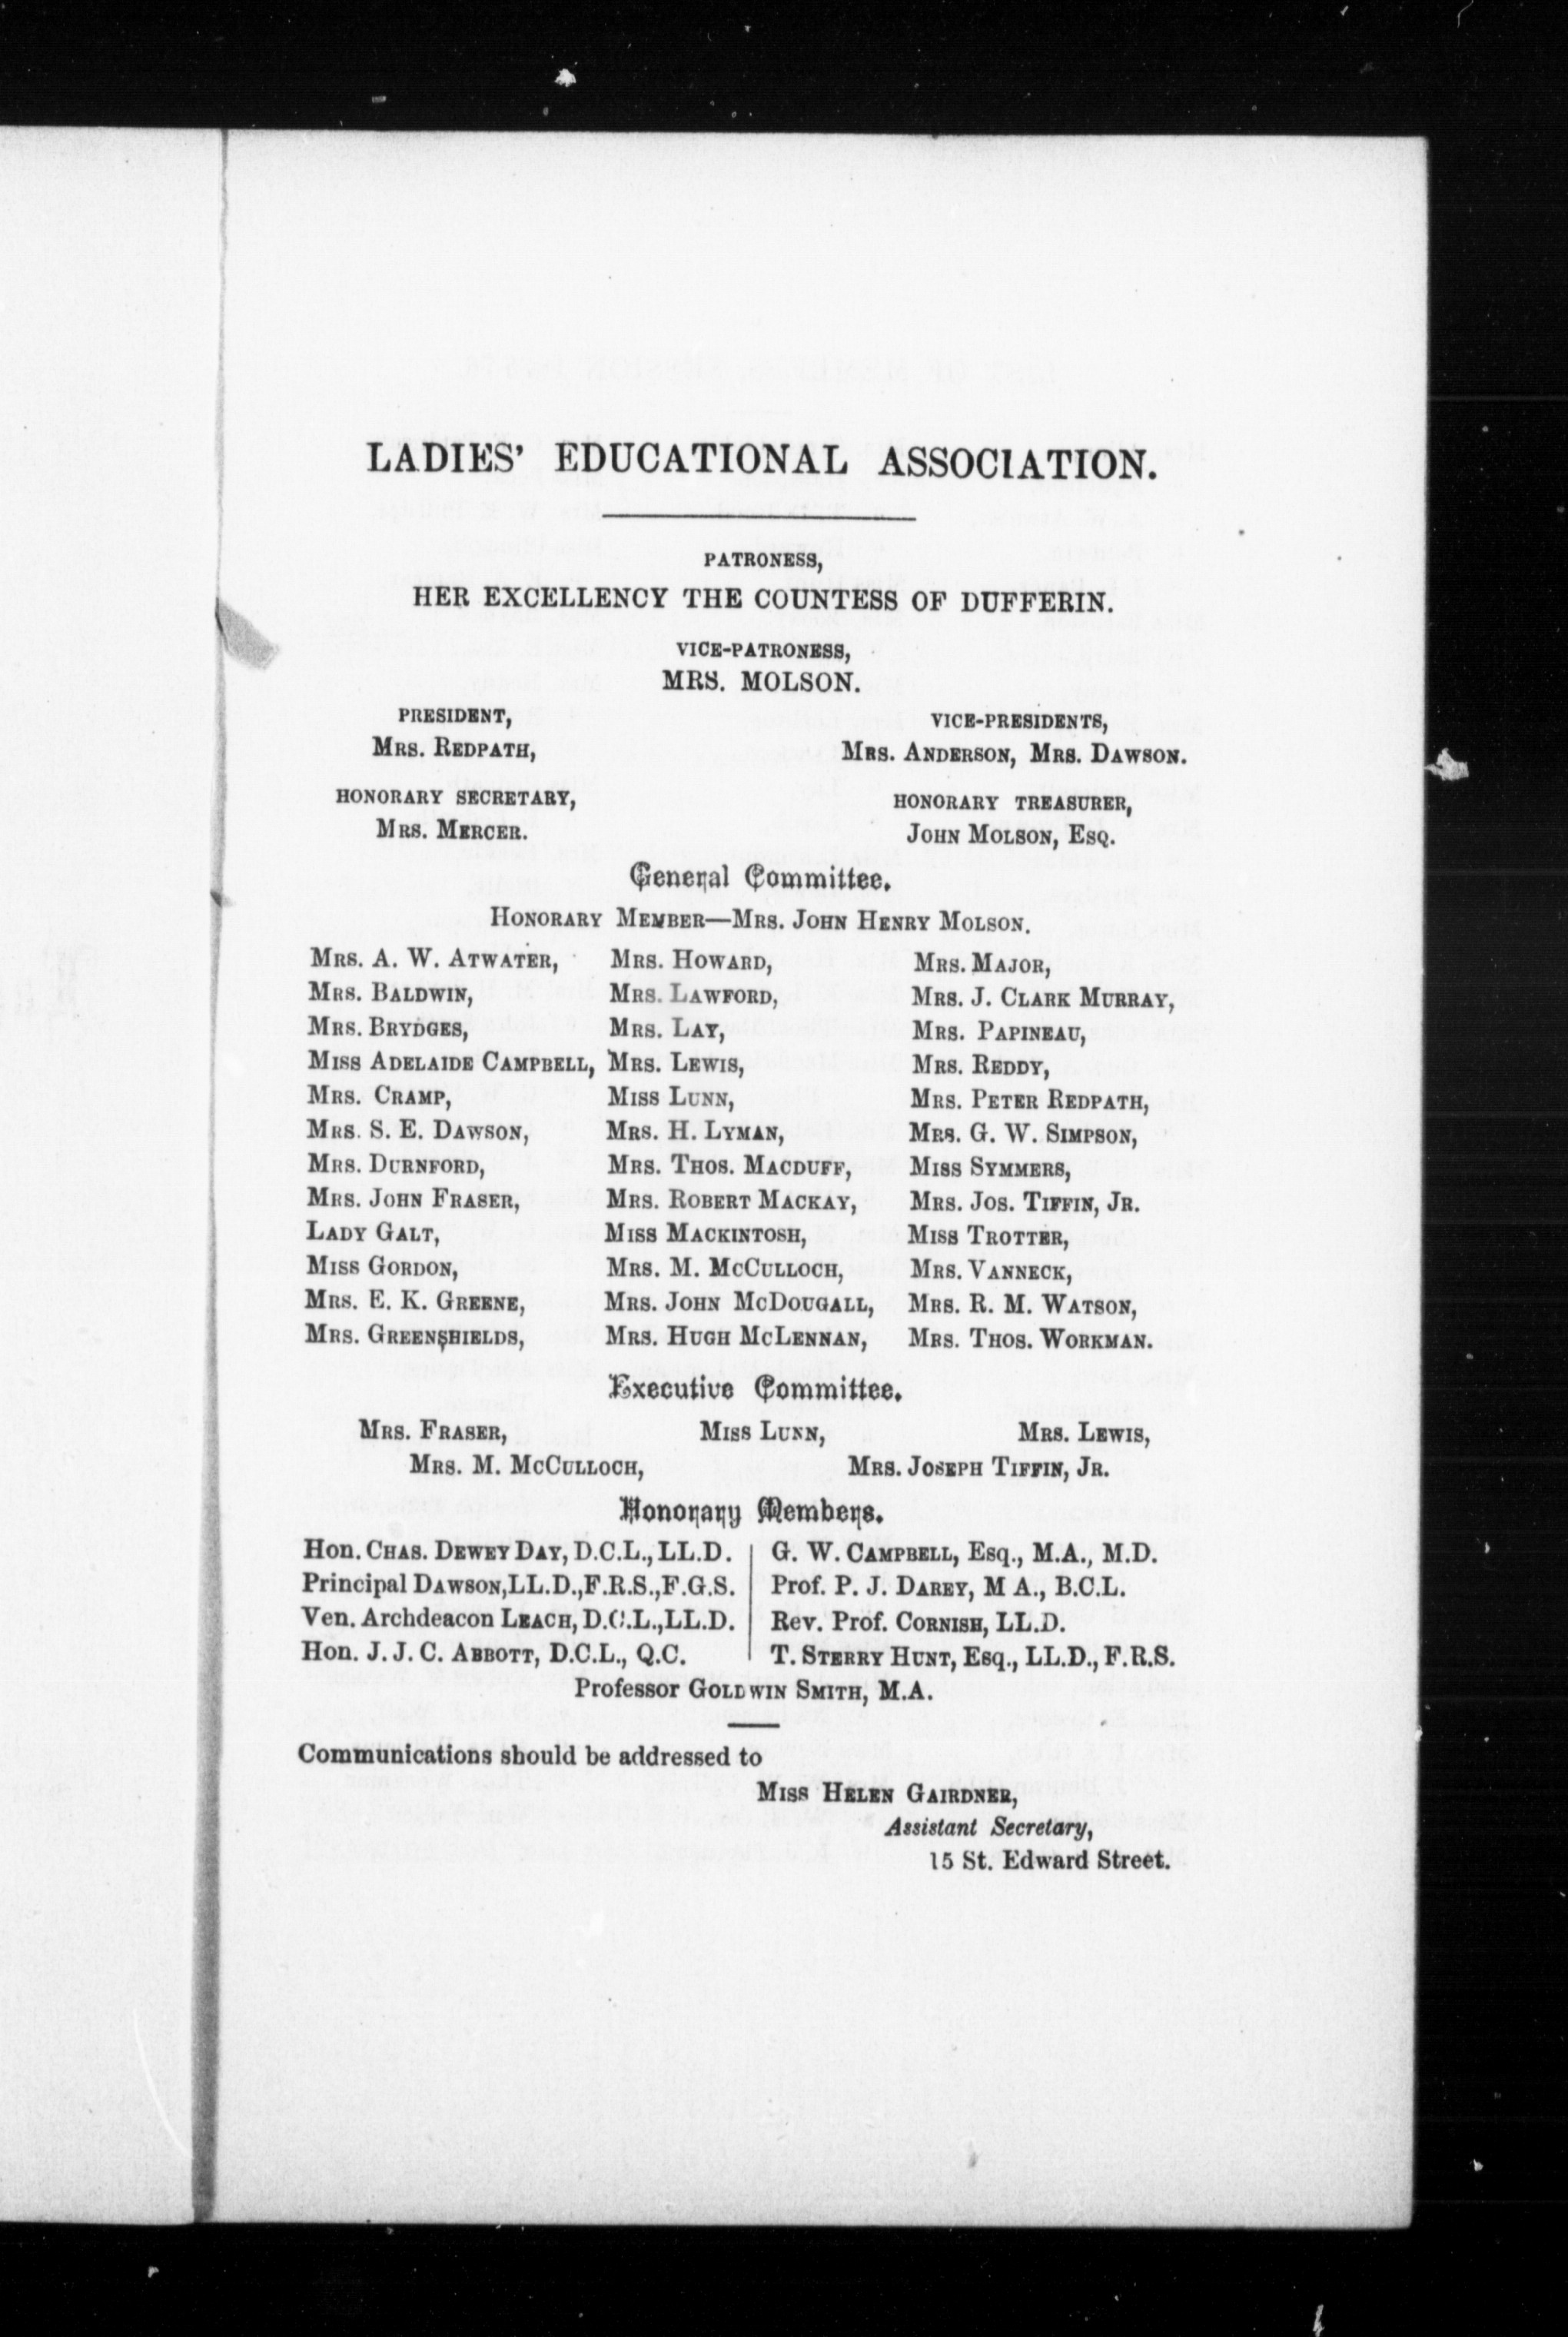 LADIES' EDUCATIONAL ASSOCIATION.
PATRONESS,
HER EXCELLENCY THE COUNTESS OF DUFFERIN.
VICE-PATRONESS,
MRS. MOLSON.
PRESIDENT, VICE-PRESIDENTS,
MRS. REDPATH, MRS. ANDERSON, MRS. DAWSON.
HONORARY SECRETARY, HONORARY TREASURER,
MRS. MERCER. JOHN MOLSON, ESQ.
General Committee.
HONORARY MEMBER—MRS. JOHN HENRY MOLSON.
MRS. A. W. ATWATER, MRS. HOWARD, MRS. MAJOR,
MRS. BALDWIN, MRS. LAWFORD, MRS. J. CLARK MURRAY,
MRS. BRYDGES, MRS. LAY, MRS. PAPINEAU,
MISS ADELAIDE CAMPBELL, MRS. LEWIS, MRS. REDDY,
MRS. CRAMP, MISS LUNN, MRS. PETER REDPATH,
MRS. S. E. DAWSON, MRS. H. LYMAN, MRS. G. W. SIMPSON,
MRS. DURNFORD, MRS. THOS. MACDUFF, MISS SYMMERS,
MRS. JOHN FRASER, MRS. ROBERT MACKAY, MRS. JOS. TIFFIN, JR.
LADY GALT, MISS MACKINTOSH, MISS TROTTER,
MISS GORDON, MRS. M. McCULLOCH, MRS. VANNECK,
MRS. E. K. GREENE, MRS. JOHN McDOUGALL, MRS. R. M. WATSON,
MRS. GREENSHIELDS, MRS. HUGH McLENNAN, MRS. THOS. WORKMAN.
Executive Committee.
MRS. FRASER, MISS LUNN, MRS. LEWIS,
MRS. M. McCULLOCH, MRS. JOSEPH TIFFIN, JR.
Honorary Members.
Hon. CHAS. DEWEY DAY, D.C.L., LL.D. G. W. CAMPBELL, Esq., M.A., M.D.
Principal DAWSON, LL.D., F.R.S., F.G.S. Prof. P. J. DAREY, M A., B.C.L.
Ven. Archdeacon LEACH, D.C.L., LL.D. Rev. Prof. CORNISH, LL.D.
Hon. J. J. C. ABBOTT, D.C.L., Q.C. T. STERRY HUNT, Esq., LL.D., F.R.S.
Professor GOLDWIN SMITH, M.A.
Communications should be addressed to
MISS HELEN GAIRDNER,
Assistant Secretary,
15 St. Edward Street.